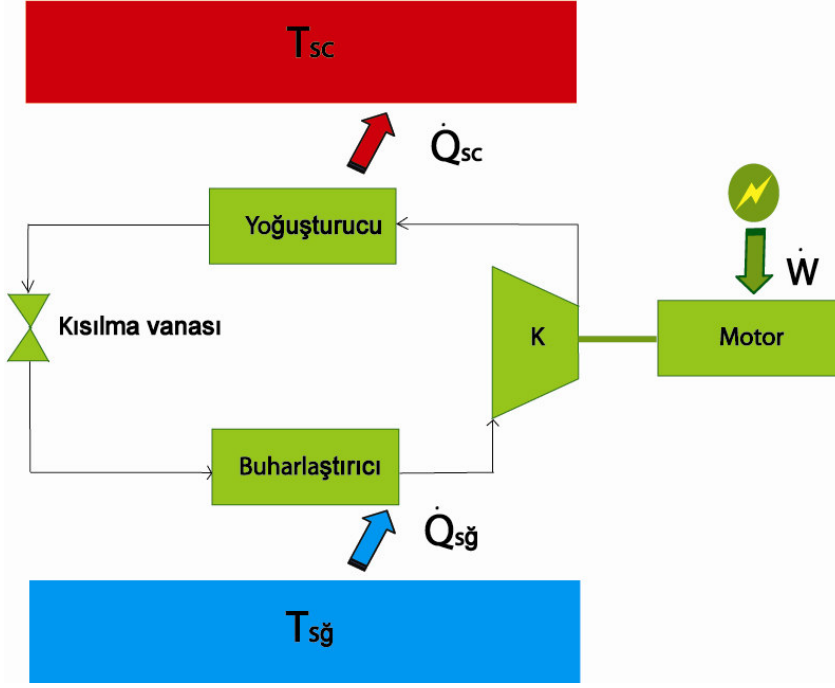 Tsc
Q̇sc
Yoğuşturucu
Ẇ
Kısılma vanası
K
Motor
Buharlaştırıcı
Q̇sğ
Tsğ